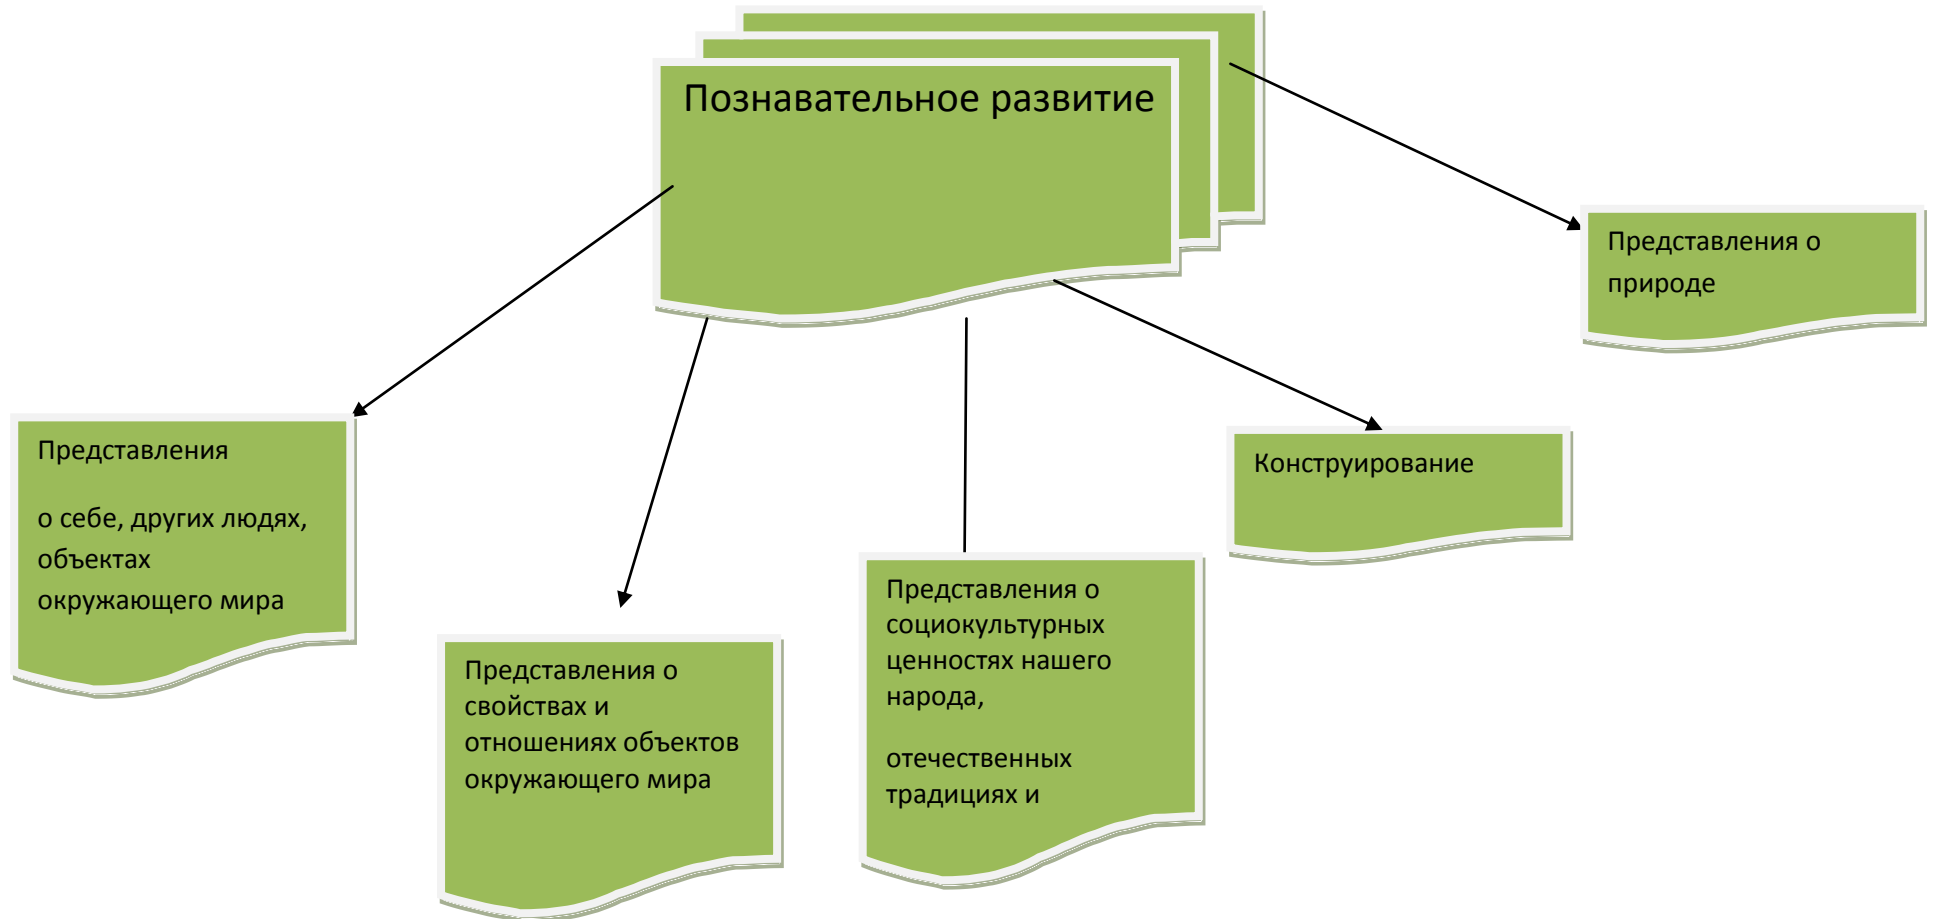 Познавательное развитие
Представления о
природе
Представления
о себе, других людях,
объектах
окружающего мира
Конструирование
Представления о
свойствах и
отношениях объектов
окружающего мира
Представления о
социокультурных
ценностях нашего
народа,
отечественных
традициях и